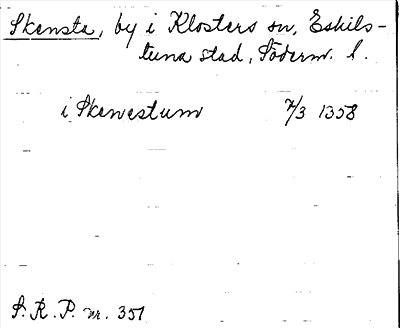 Skensta, by i Klosters sn, Eskils-
tuna stad, Söderm. l.
i Skenestum 7/3 1358
S. R. P. nr. 351